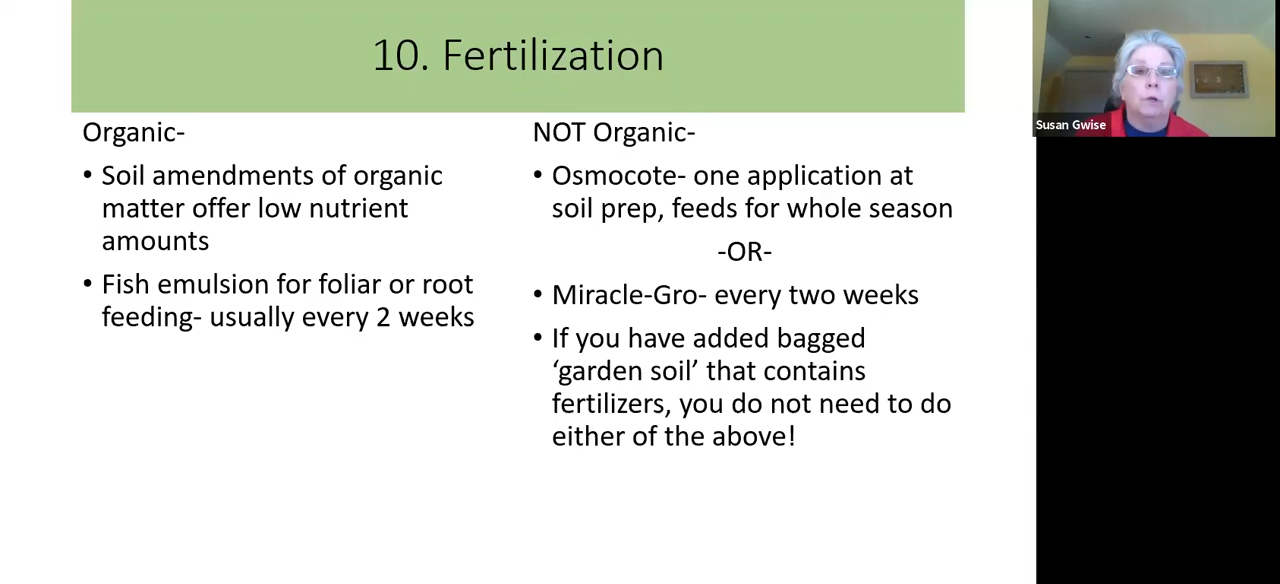 10. Fertilization
Organic-
• Soil amendments of organic
matter offer low nutrient
amounts
• Fish emulsion for foliar or root
feeding- usually every 2 weeks
NOT Organic-
• Osmocote- one application at
soil prep, feeds for whole season
-OR-
• Miracle-Gro- every two weeks
• If you have added bagged
‘garden soil’ that contains
fertilizers, you do not need to do
either of the above!
Susan Gwise